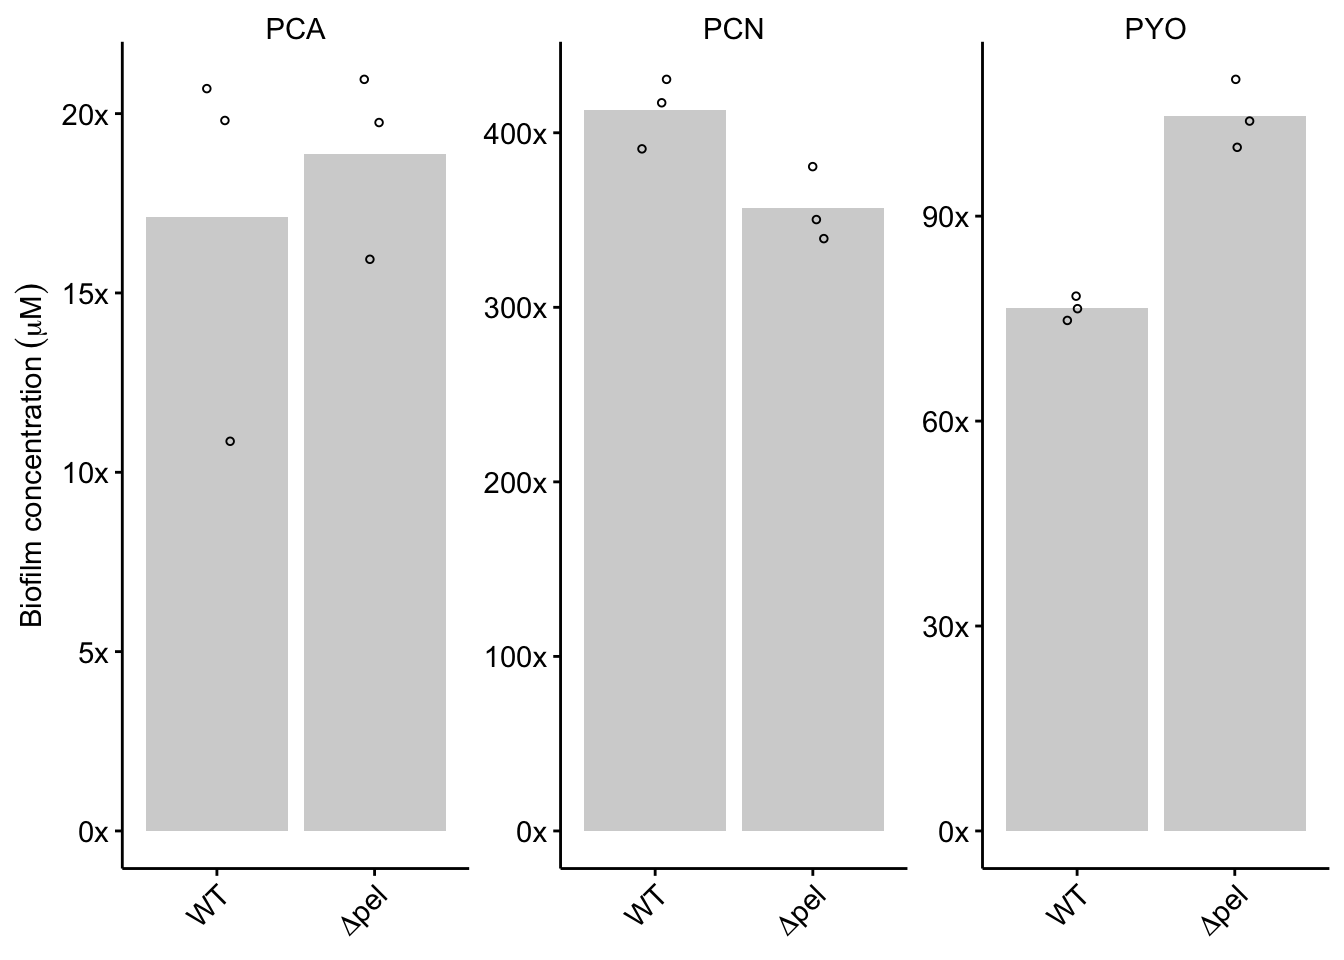 PCA
PCN
PYO
Biofilm concentration (μM)
20x
15x
10x
5x
0x
400x
300x
200x
100x
0x
90x
60x
30x
0x
WT
Δpel
WT
Δpel
WT
Δpel